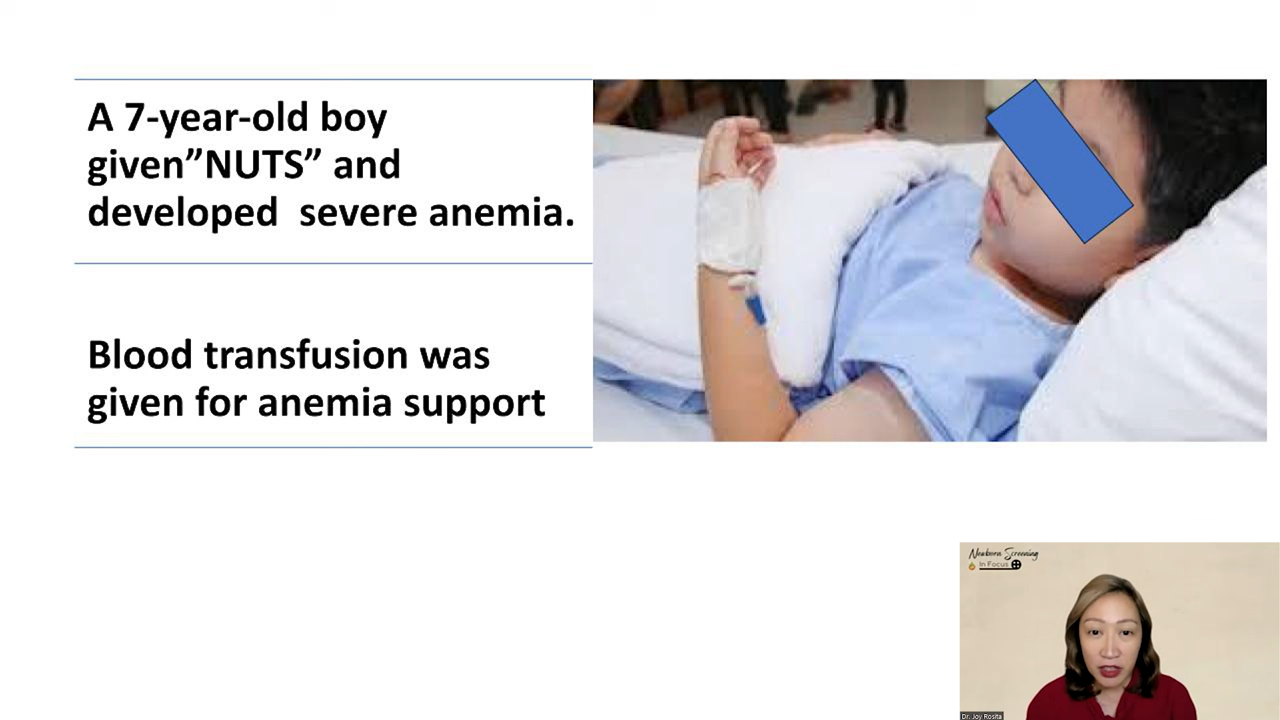 A 7-year-old boy
given”NUTS” and
developed  severe anemia.
Blood transfusion was
given for anemia support
Newborn Screening
In Focus
Dr. Joy Rosita